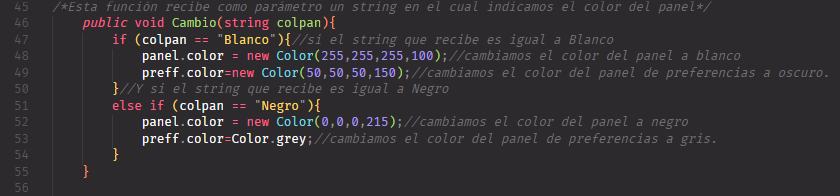 45 /*Esta función recibe como parámetro un string en el cual indicamos el color del panel*/
46 public void Cambio(string colpan){
47 if (colpan == "Blanco"){//si el string que recibe es igual a Blanco
48 panel.color = new Color(255,255,255,100);//cambiamos el color del panel a blanco
49 preff.color=new Color(50,50,50,150);//cambiamos el color del panel de preferencias a oscuro.
50 }//Y si el string que recibe es igual a Negro
51 else if (colpan == "Negro"){
52 panel.color = new Color(0,0,0,215);//cambiamos el color del panel a negro
53 preff.color=Color.grey;//cambiamos el color del panel de preferencias a gris.
54 }
55 }
56